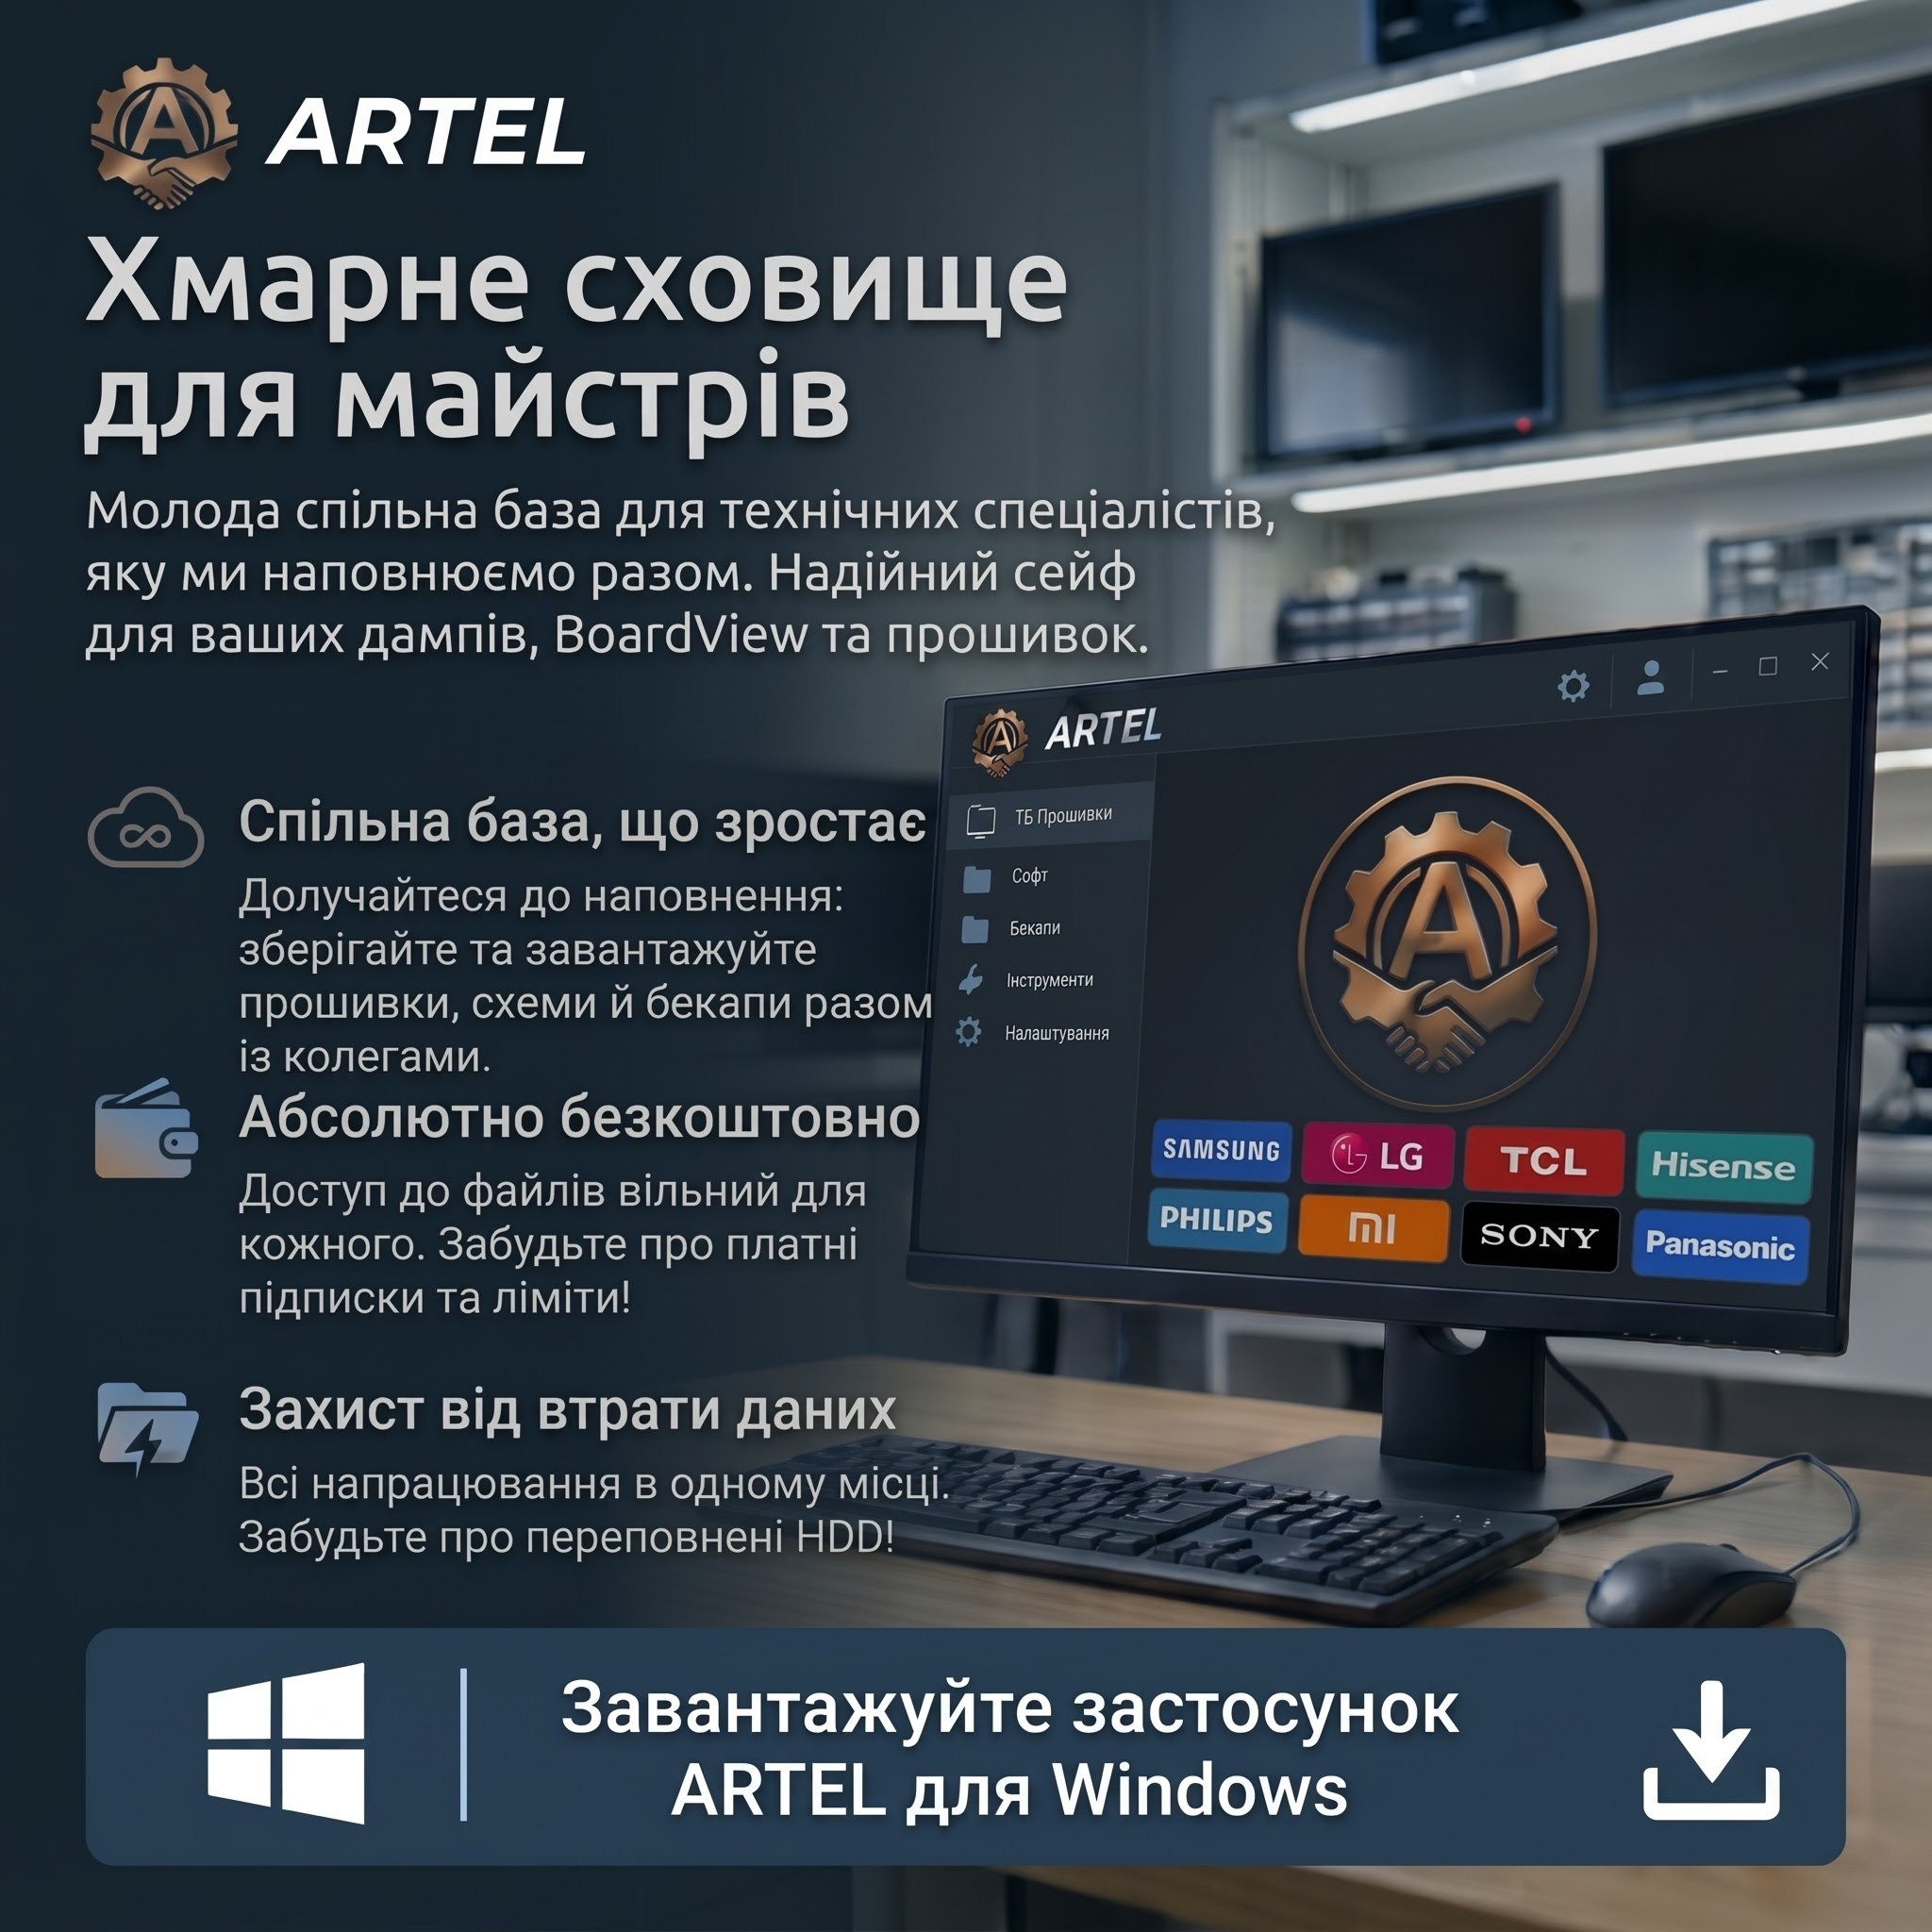 ARTEL
Хмарне сховище
для майстрів
Молода спільна база для технічних спеціалістів,
яку ми наповнюємо разом. Надійний сейф
для ваших дампів, BoardView та прошивок.
Спільна база, що зростає
Долучайтеся до наповнення:
зберігайте та завантажуйте
прошивки, схеми й бекапи разом
із колегами.
Абсолютно безкоштовно
Доступ до файлів вільний для
кожного. Забудьте про платні
підписки та ліміти!
Захист від втрати даних
Всі напрацювання в одному місці.
Забудьте про переповнені HDD!
A ARTEL
ТБ Прошивки
Софт
Бекапи
Інструменти
Налаштування
A
SAMSUNG LG TCL Hisense
PHILIPS MI SONY Panasonic
Завантажуйте застосунок
ARTEL для Windows